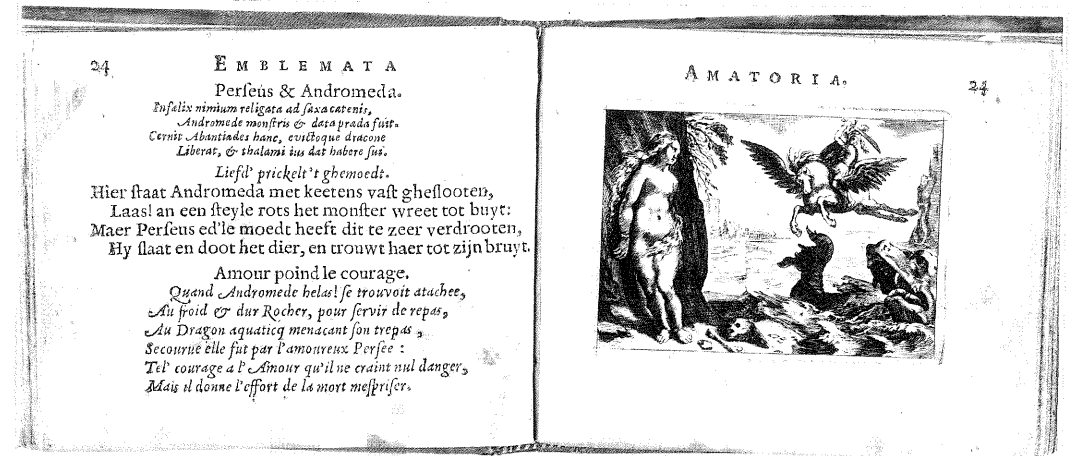 24
EMBLEMATA
Perſeus & Andromeda.
Infælix nimium religata ad ſaxa catenis,
Andromede monſtris & data præda fuit.
Cernit Abantiades hanc, evictoque dracone
Liberat, & thalami ius dat habere ſui.
Liefd' prickelt 't ghemoedt.
Hier ſtaat Andromeda met keetens vaſt gheſlooten,
Laas! an een ſteyle rots het monſter wreet tot buyt:
Maer Perſeus ed'le moedt heeft dit te zeer verdrooten,
Hy ſlaat en doot het dier, en trouwt haer tot zijn bruyt.
Amour poind le courage.
Quand Andromede helas! ſe trouvoit atachee,
Au froid & dur Rocher, pour ſervir de repas,
Au Dragon aquaticq menacant ſon trepas,
Secourue elle fut par l'amoureux Perſee:
Tel' courage a l'Amour qu'il ne craint nul danger,
Mais il donne l'effort de la mort meſpriſer.
AMATORIA.
24